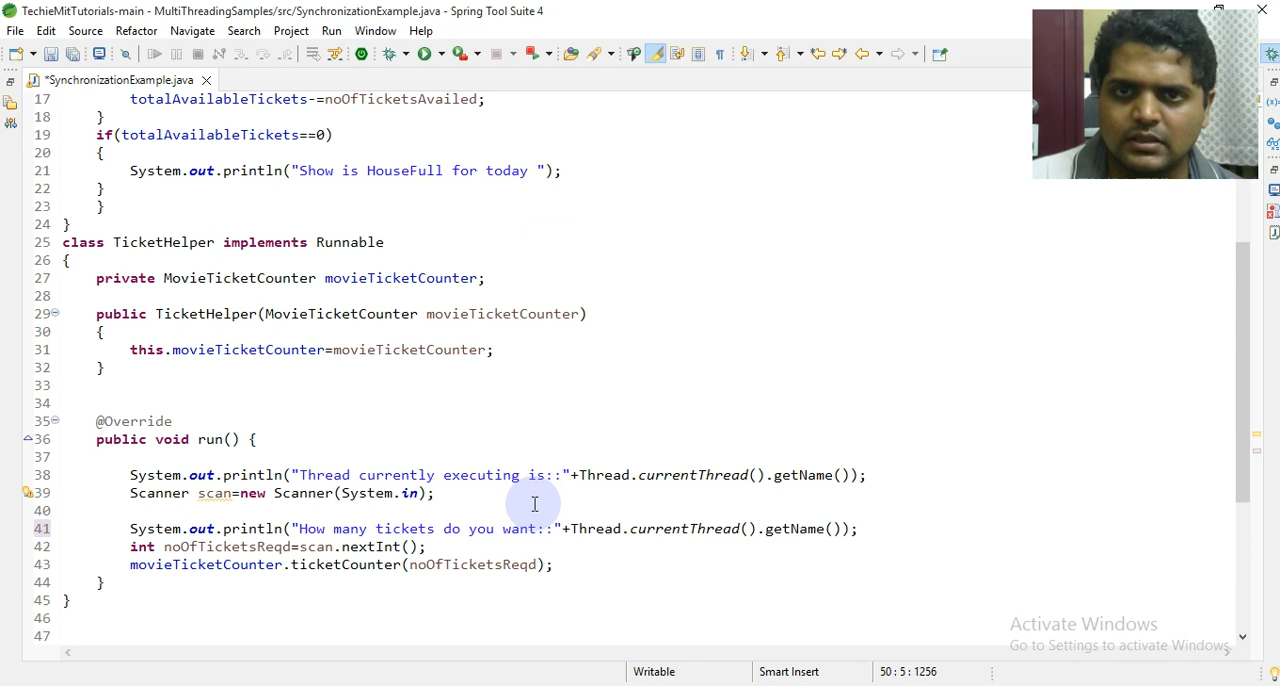 TechieMitTutorials-main - MultiThreadingSamples/src/SynchronizationExample.java - Spring Tool Suite 4
File Edit Source Refactor Navigate Search Project Run Window Help
*SynchronizationExample.java
17 totalAvailableTickets-=noOfTicketsAvailed;
18 }
19 if(totalAvailableTickets==0)
20 {
21 System.out.println("Show is HouseFull for today ");
22 }
23 }
24 }
25 class TicketHelper implements Runnable
26 {
27 private MovieTicketCounter movieTicketCounter;
28
29 public TicketHelper(MovieTicketCounter movieTicketCounter)
30 {
31 this.movieTicketCounter=movieTicketCounter;
32 }
33
34
35 @Override
36 public void run() {
37
38 System.out.println("Thread currently executing is::"+Thread.currentThread().getName());
39 Scanner scan=new Scanner(System.in);
40
41 System.out.println("How many tickets do you want::"+Thread.currentThread().getName());
42 int noOfTicketsReqd=scan.nextInt();
43 movieTicketCounter.ticketCounter(noOfTicketsReqd);
44 }
45 }
46
47
Activate Windows
Go to Settings to activate Windows.
Writable Smart Insert 50 : 5 : 1256